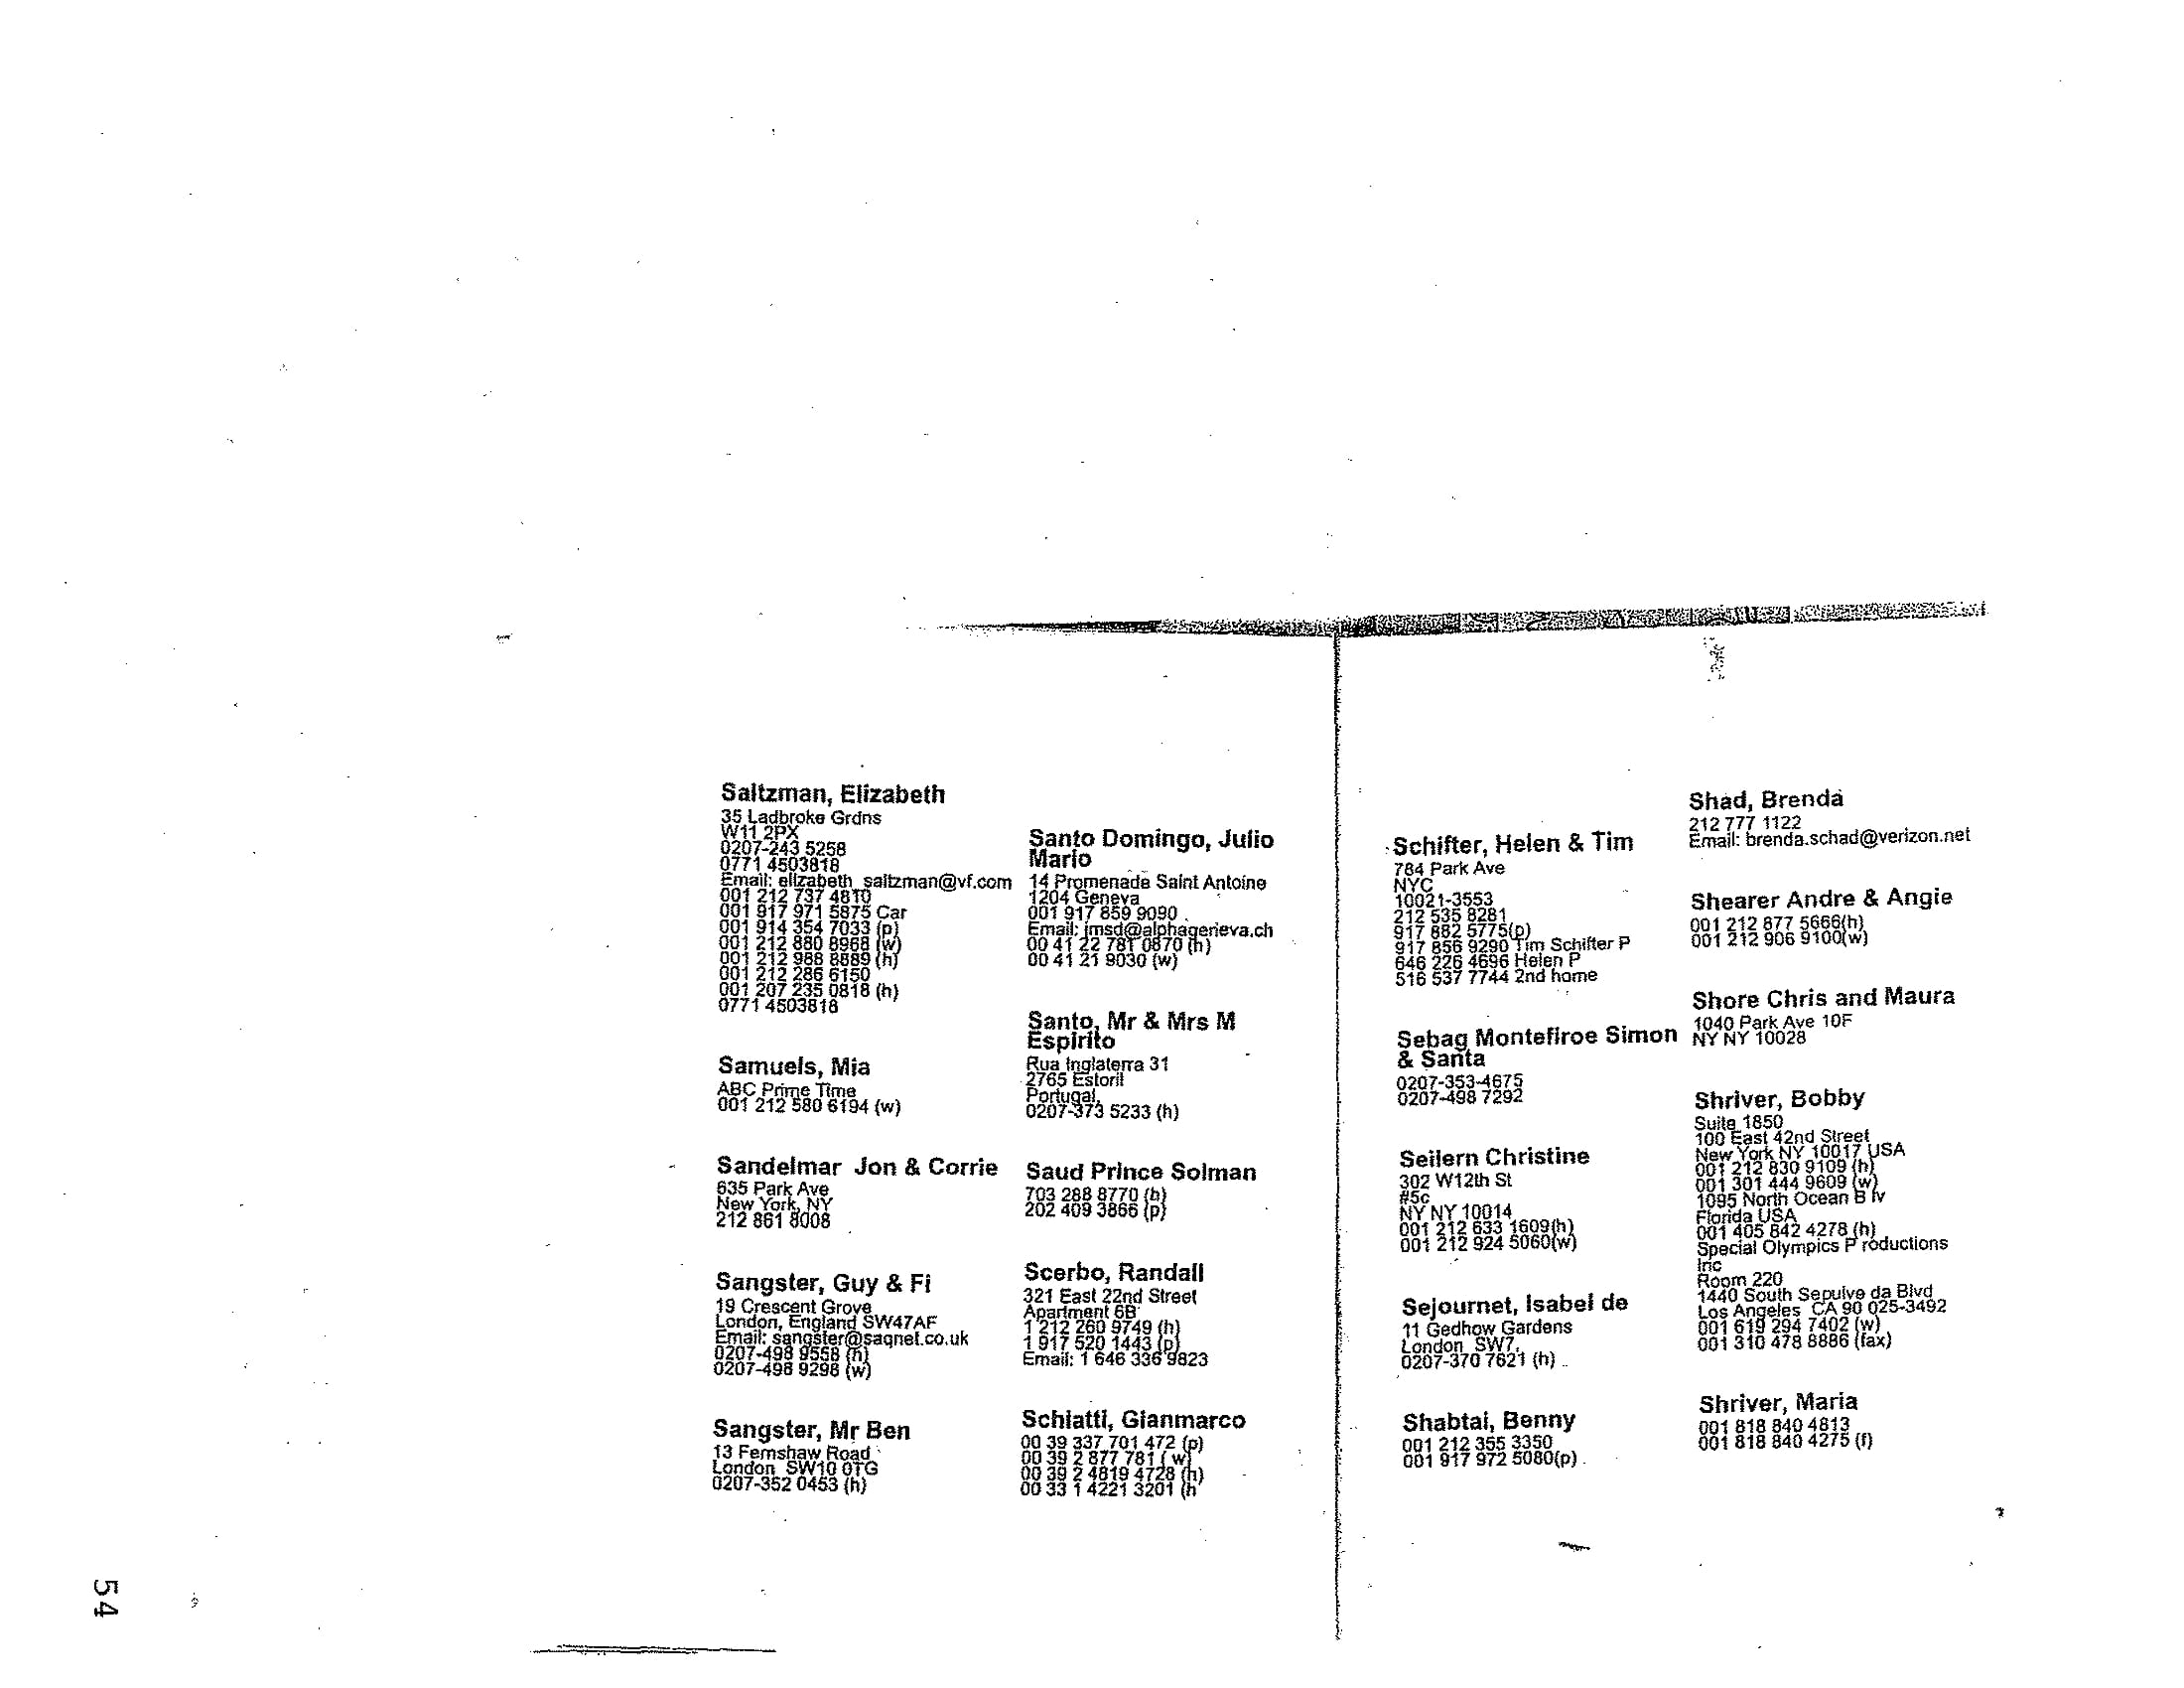 Saltzman, Elizabeth
35 Ladbroke Grdns
W11 2PX
0207-243 5258
0771 4503818
Email: elizabeth_saltzman@vf.com
001 212 737 4810
001 917 971 5875 Car
001 914 354 7033 (p)
001 212 880 8968 (w)
001 212 988 8889 (h)
001 212 286 6150
001 207 235 0818 (h)
0771 4503818
Samuels, Mia
ABC Prime Time
001 212 580 6194 (w)
Sandelmar Jon & Corrie
635 Park Ave
New York, NY
212 861 8008
Sangster, Guy & Fi
19 Crescent Grove
London, England SW47AF
Email: sangster@saqnet.co.uk
0207-498 9558 (h)
0207-498 9298 (w)
Sangster, Mr Ben
13 Fernshaw Road
London SW10 0TG
0207-352 0453 (h)
Santo Domingo, Julio
Mario
14 Promenade Saint Antoine
1204 Geneva
001 917 859 9090
Email: jmsd@alphageneva.ch
00 41 22 781 0870 (h)
00 41 21 9030 (w)
Santo, Mr & Mrs M
Espirito
Rua Inglaterra 31
2765 Estoril
Portugal,
0207-373 5233 (h)
Saud Prince Solman
703 288 8770 (h)
202 409 3866 (p)
Scerbo, Randall
321 East 22nd Street
Apartment 6B
1 212 260 9749 (h)
1 917 520 1443 (p)
Email: 1 646 336 9823
Schiatti, Gianmarco
00 39 337 701 472 (p)
00 39 2 877 781 ( w)
00 39 2 4819 4728 (h)
00 33 1 4221 3201 (h
Schifter, Helen & Tim
784 Park Ave
NYC
10021-3553
212 535 8281
917 882 5775(p)
917 856 9290 Tim Schifter P
646 226 4696 Helen P
516 537 7744 2nd home
Sebag Montefiroe Simon
& Santa
0207-353-4675
0207-498 7292
Seilern Christine
302 W12th St
#5c
NY NY 10014
001 212 633 1609(h)
001 212 924 5060(w)
Sejournet, Isabel de
11 Gedhow Gardens
London SW7,
0207-370 7621 (h)
Shabtai, Benny
001 212 355 3350
001 917 972 5080(p)
Shad, Brenda
212 777 1122
Email: brenda.schad@verizon.net
Shearer Andre & Angie
001 212 877 5666(h)
001 212 906 9100(w)
Shore Chris and Maura
1040 Park Ave 10F
NY NY 10028
Shriver, Bobby
Suite 1850
100 East 42nd Street
New York NY 10017 USA
001 212 830 9109 (h)
001 301 444 9609 (w)
1095 North Ocean B lv
Florida USA
001 405 842 4278 (h)
Special Olympics P roductions
Inc
Room 220
1440 South Sepulve da Blvd
Los Angeles CA 90 025-3492
001 619 294 7402 (w)
001 310 478 8886 (fax)
Shriver, Maria
001 818 840 4813
001 818 840 4275 (f)
54